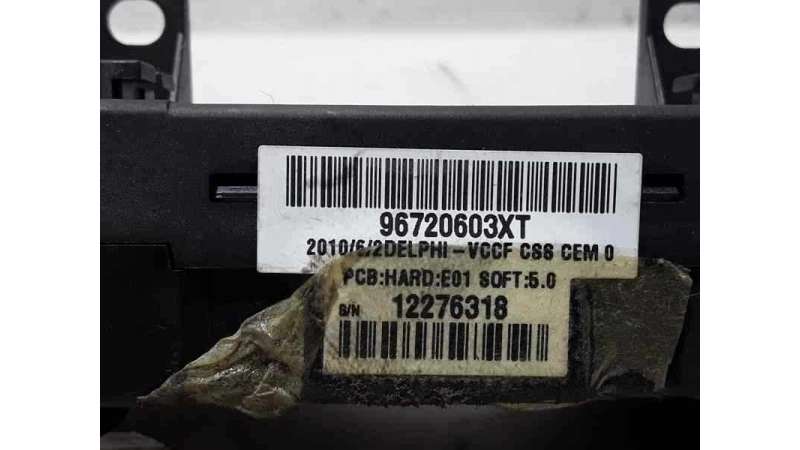 96720603XT
2010/6/2DELPHI-VCCF CSS CEM 0
PCB:HARD:E01 SOFT:5.0
S/N 12276318